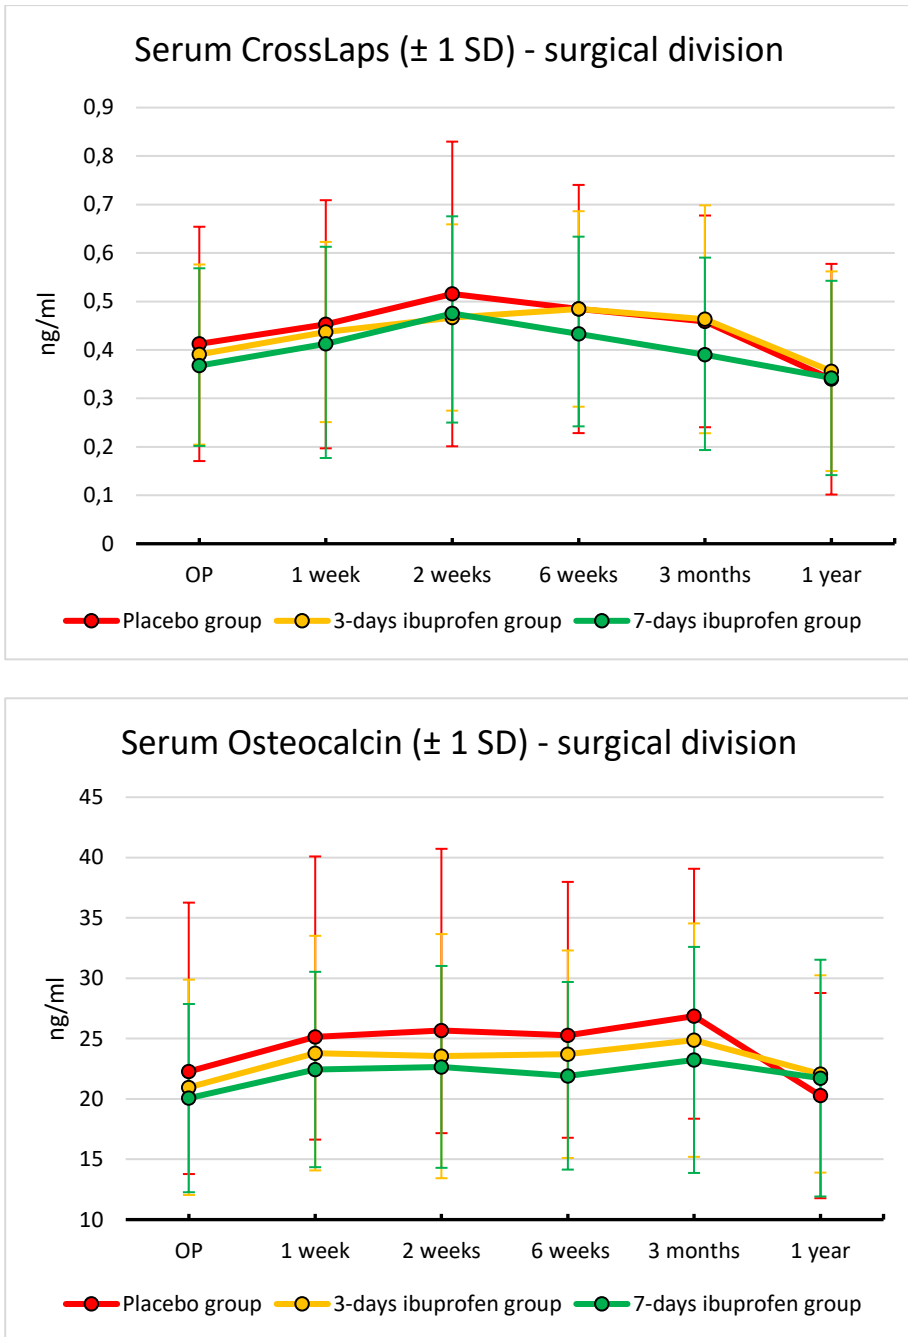 Serum CrossLaps (± 1 SD) - surgical division
0,9
0,8
0,7
0,6
0,5
0,4
0,3
0,2
0,1
0
ng/ml
OP 1 week 2 weeks 6 weeks 3 months 1 year
Placebo group 3-days ibuprofen group 7-days ibuprofen group
Serum Osteocalcin (± 1 SD) - surgical division
45
40
35
30
25
20
15
10
ng/ml
OP 1 week 2 weeks 6 weeks 3 months 1 year
Placebo group 3-days ibuprofen group 7-days ibuprofen group